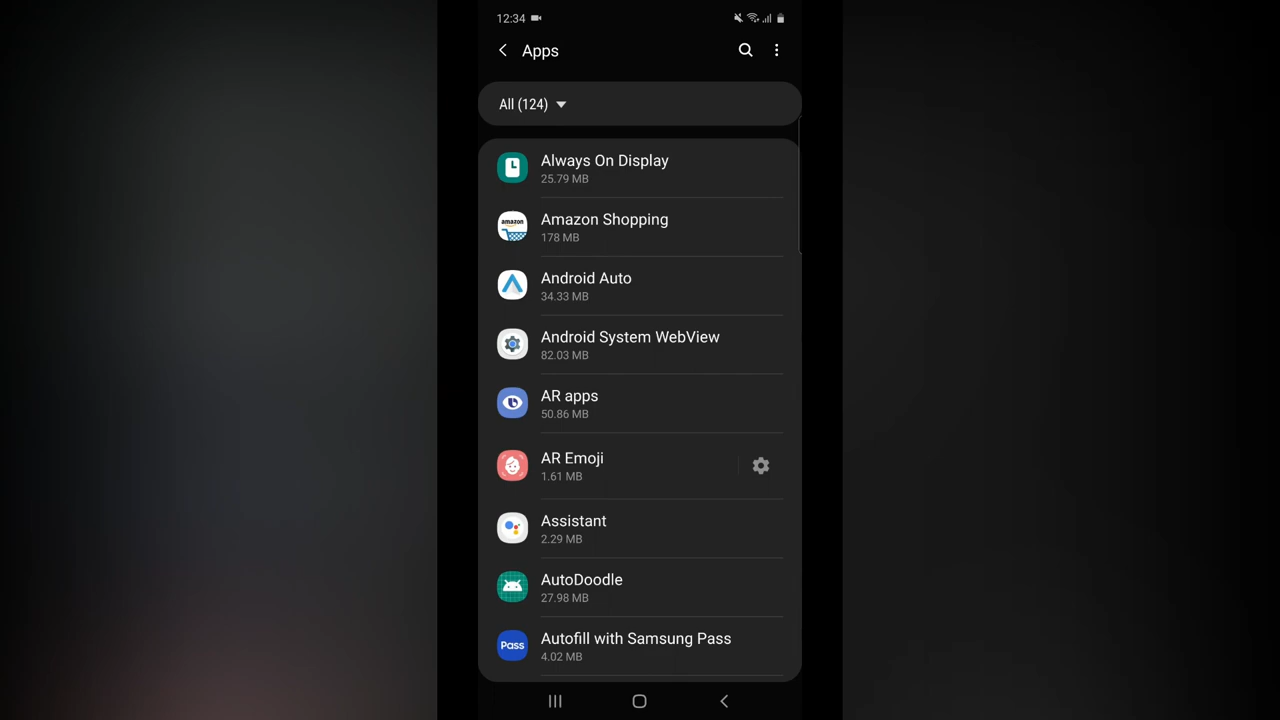 12:34
Apps
All (124)
Always On Display
25.79 MB
amazon
Amazon Shopping
178 MB
Android Auto
34.33 MB
Android System WebView
82.03 MB
AR apps
50.86 MB
AR Emoji
1.61 MB
Assistant
2.29 MB
AutoDoodle
27.98 MB
Pass
Autofill with Samsung Pass
4.02 MB